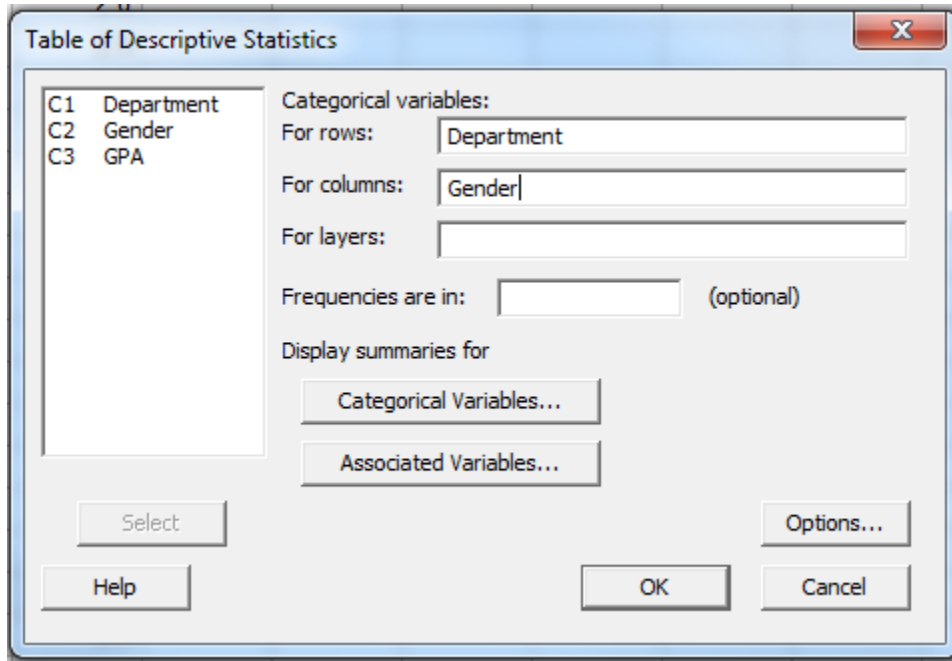 Table of Descriptive Statistics
C1 Department
C2 Gender
C3 GPA
Categorical variables:
For rows: Department
For columns: Gender
For layers:
Frequencies are in: (optional)
Display summaries for
Categorical Variables...
Associated Variables...
Select
Options...
Help
OK
Cancel